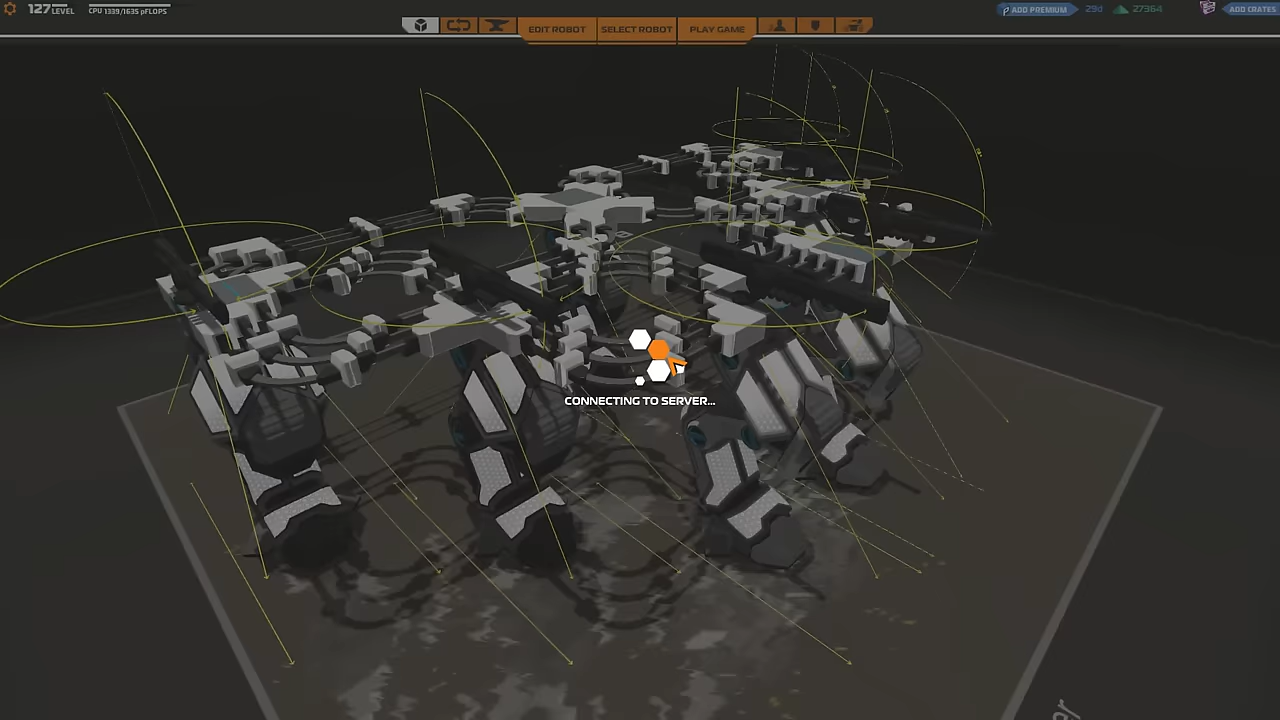 127 LEVEL
CPU 1339/1635 pFLOPS
EDIT ROBOT
SELECT ROBOT
PLAY GAME
ADD PREMIUM
29d
27364
ADD CRATES
CONNECTING TO SERVER...